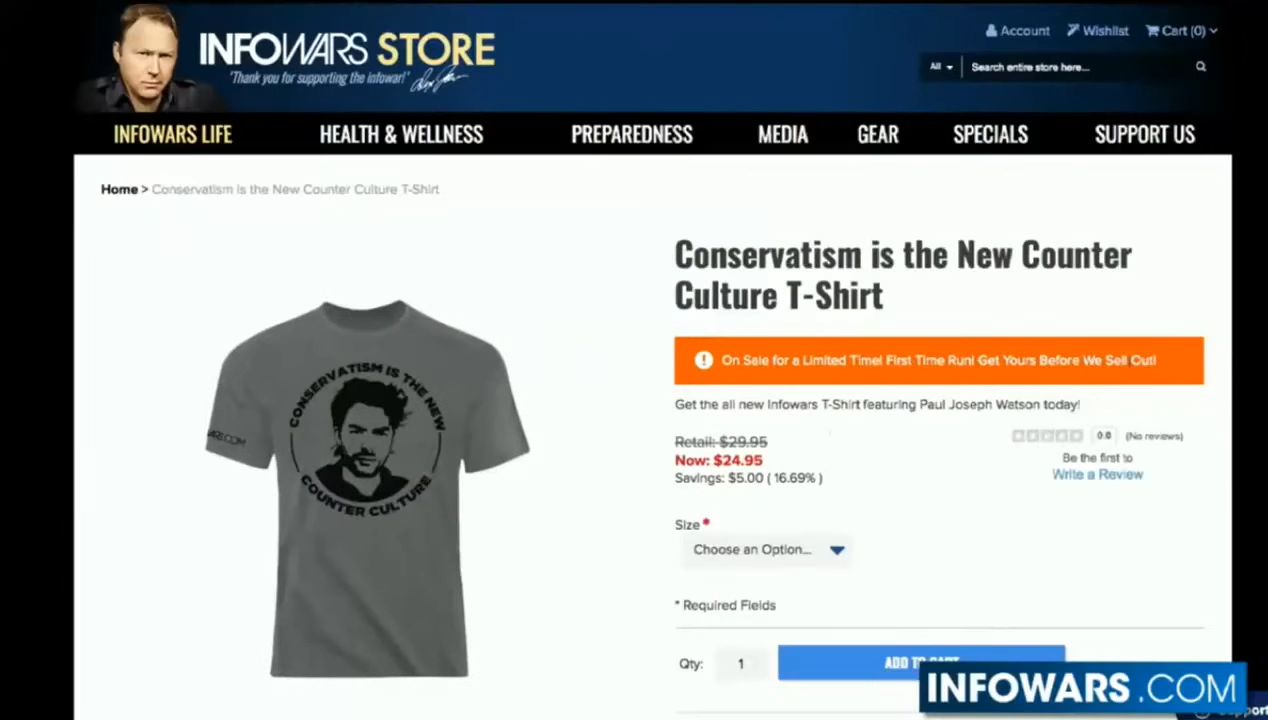 INFOWARS STORE
"Thank you for supporting the infowar!"
Account
Wishlist
Cart (0)
All
Search entire store here...
INFOWARS LIFE
HEALTH & WELLNESS
PREPAREDNESS
MEDIA
GEAR
SPECIALS
SUPPORT US
Home > Conservatism is the New Counter Culture T-Shirt
Conservatism is the New Counter
Culture T-Shirt
! On Sale for a Limited Time! First Time Run! Get Yours Before We Sell Out!
Get the all new Infowars T-Shirt featuring Paul Joseph Watson today!
Retail: $29.95
Now: $24.95
Savings: $5.00 ( 16.69% )
0.0 (No reviews)
Be the first to
Write a Review
CONSERVATISM IS THE NEW
COUNTER CULTURE
Size *
Choose an Option...
* Required Fields
Qty: 1
ADD TO CART
INFOWARS.COM